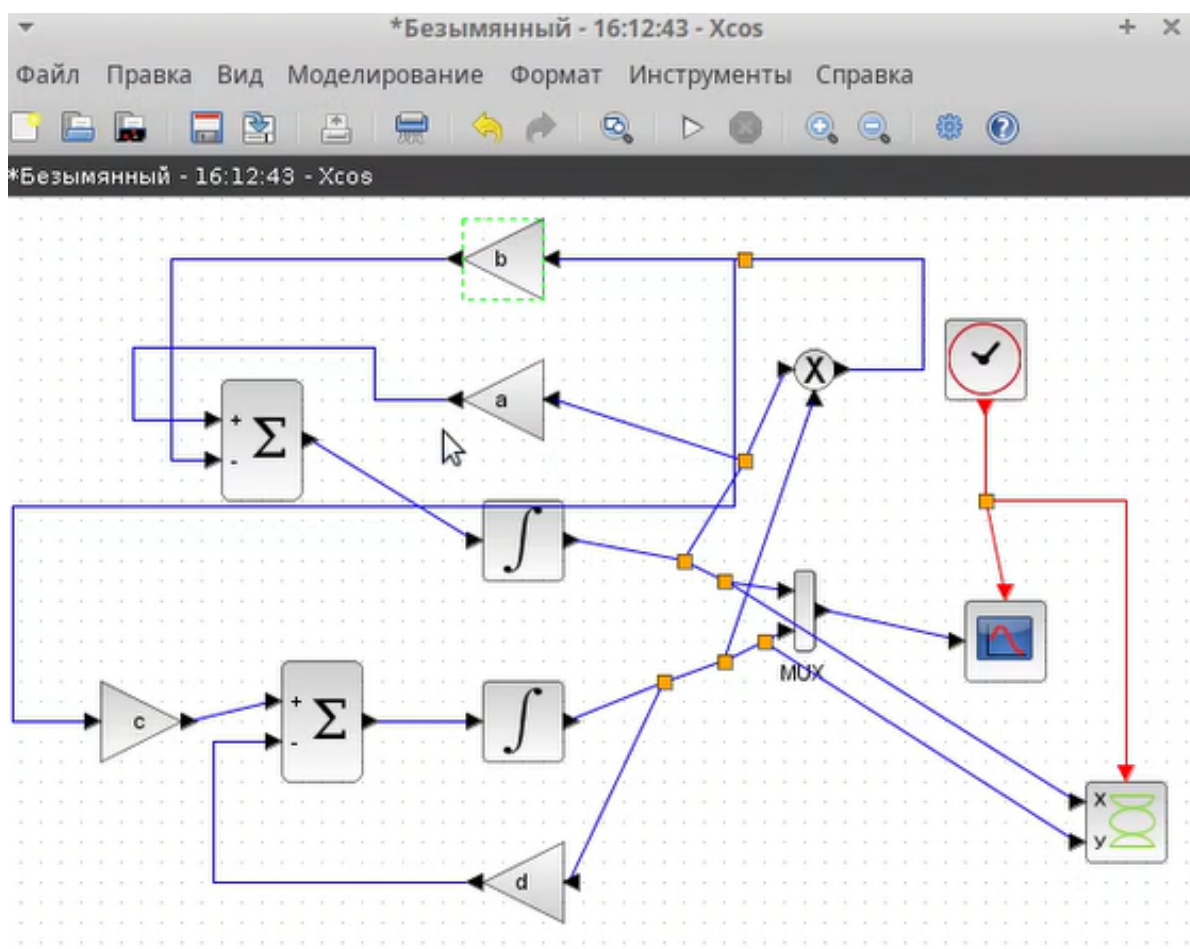 *Безымянный - 16:12:43 - Xcos
Файл Правка Вид Моделирование Формат Инструменты Справка
*Безымянный - 16:12:43 - Xcos
b
a
X
+
Σ
-
∫
MUX
c
+
Σ
-
∫
X
У
d